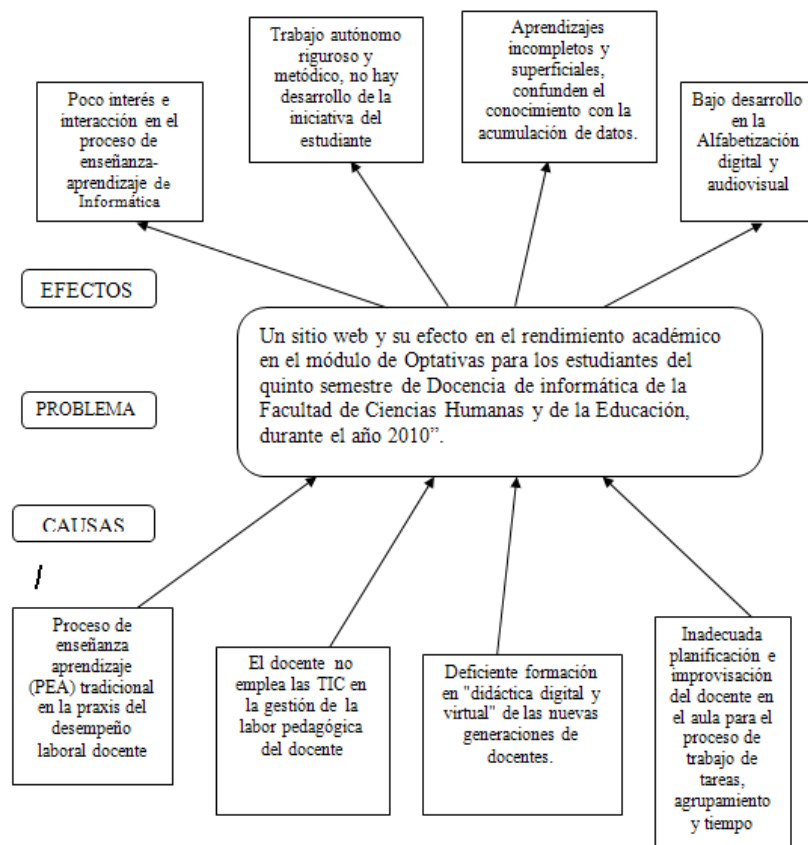 Poco interés e
interacción en el
proceso de
enseñanza-
aprendizaje de
Informática
Trabajo autónomo
riguroso y
metódico, no hay
desarrollo de la
iniciativa del
estudiante
Aprendizajes
incompletos y
superficiales,
confunden el
conocimiento con la
acumulación de datos.
Bajo desarrollo
en la
Alfabetización
digital y
audiovisual
EFECTOS
Un sitio web y su efecto en el rendimiento académico
en el módulo de Optativas para los estudiantes del
quinto semestre de Docencia de informática de la
Facultad de Ciencias Humanas y de la Educación,
durante el año 2010”.
PROBLEMA
CAUSAS
/
Proceso de
enseñanza
aprendizaje
(PEA) tradicional
en la praxis del
desempeño
laboral docente
El docente no
emplea las TIC en
la gestión de la
labor pedagógica
del docente
Deficiente formación
en "didáctica digital y
virtual" de las nuevas
generaciones de
docentes.
Inadecuada
planificación e
improvisación
del docente en
el aula para el
proceso de
trabajo de
tareas,
agrupamiento
y tiempo